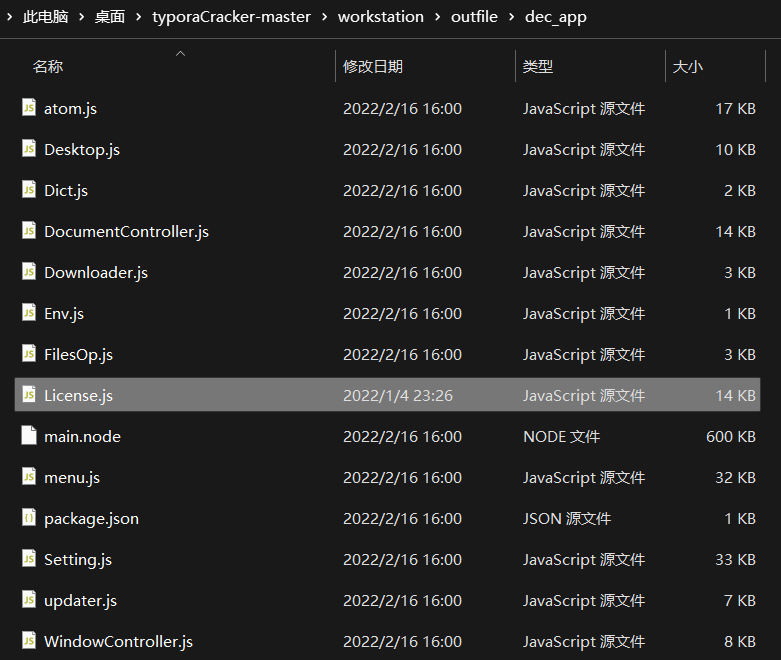 此电脑 桌面 typoraCracker-master workstation outfile dec_app
名称 修改日期 类型 大小
atom.js 2022/2/16 16:00 JavaScript 源文件 17 KB
Desktop.js 2022/2/16 16:00 JavaScript 源文件 10 KB
Dict.js 2022/2/16 16:00 JavaScript 源文件 2 KB
DocumentController.js 2022/2/16 16:00 JavaScript 源文件 14 KB
Downloader.js 2022/2/16 16:00 JavaScript 源文件 3 KB
Env.js 2022/2/16 16:00 JavaScript 源文件 1 KB
FilesOp.js 2022/2/16 16:00 JavaScript 源文件 3 KB
License.js 2022/1/4 23:26 JavaScript 源文件 14 KB
main.node 2022/2/16 16:00 NODE 文件 600 KB
menu.js 2022/2/16 16:00 JavaScript 源文件 32 KB
package.json 2022/2/16 16:00 JSON 源文件 1 KB
Setting.js 2022/2/16 16:00 JavaScript 源文件 33 KB
updater.js 2022/2/16 16:00 JavaScript 源文件 7 KB
WindowController.js 2022/2/16 16:00 JavaScript 源文件 8 KB